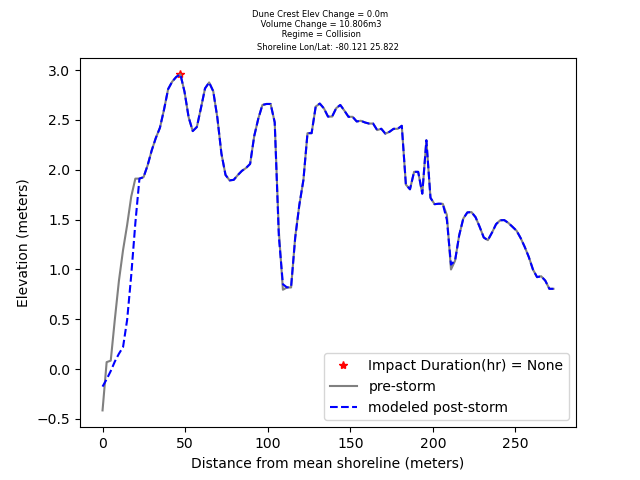 Dune Crest Elev Change = 0.0m
Volume Change = 10.806m3
Regime = Collision
Shoreline Lon/Lat: -80.121 25.822
3.0
2.5
2.0
1.5
1.0
0.5
0.0
−0.5
Elevation (meters)
Impact Duration(hr) = None
pre-storm
modeled post-storm
0 50 100 150 200 250
Distance from mean shoreline (meters)